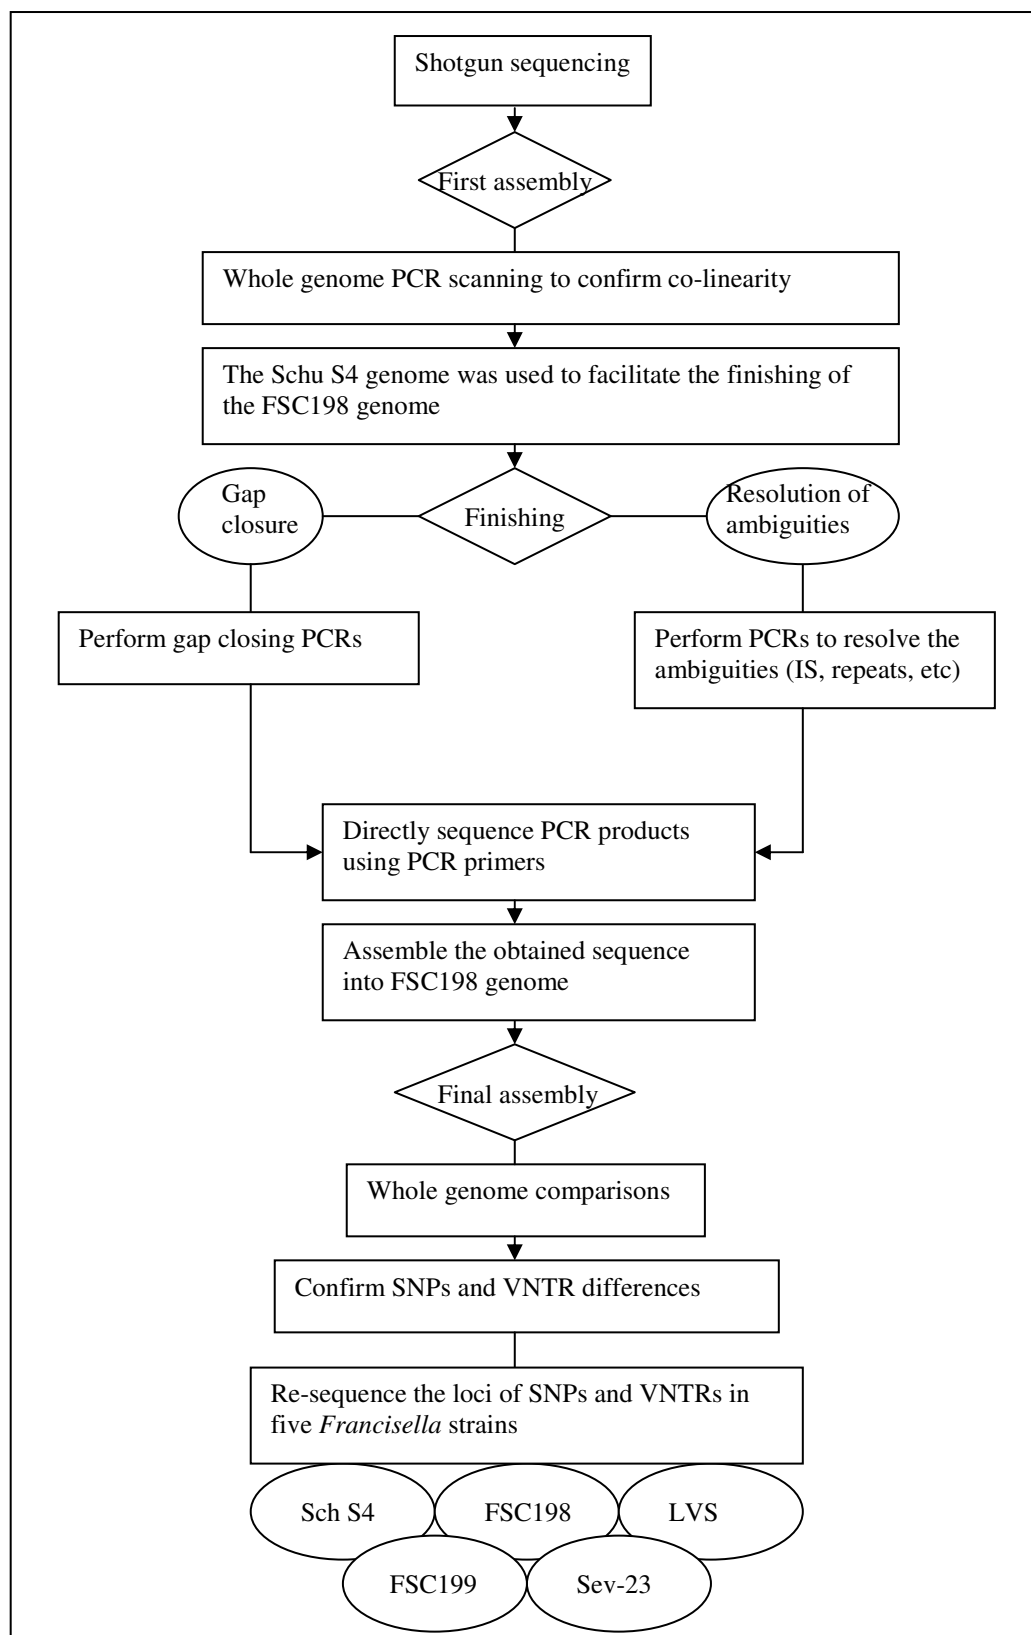 Shotgun sequencing
First assembly
Whole genome PCR scanning to confirm co-linearity
The Schu S4 genome was used to facilitate the finishing of
the FSC198 genome
Gap
closure
Finishing
Resolution of
ambiguities
Perform gap closing PCRs
Perform PCRs to resolve the
ambiguities (IS, repeats, etc)
Directly sequence PCR products
using PCR primers
Assemble the obtained sequence
into FSC198 genome
Final assembly
Whole genome comparisons
Confirm SNPs and VNTR differences
Re-sequence the loci of SNPs and VNTRs in
five Francisella strains
Sch S4
FSC198
LVS
FSC199
Sev-23